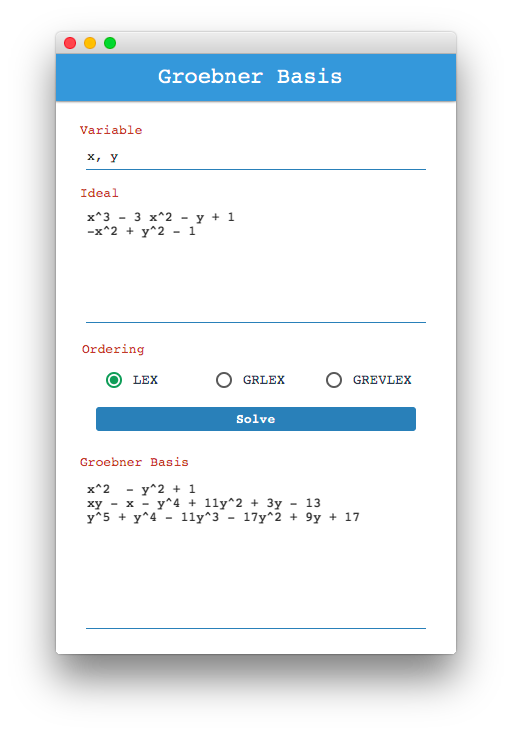 Groebner Basis
Variable
x, y
Ideal
x^3 - 3 x^2 - y + 1
-x^2 + y^2 - 1
Ordering
LEX GRLEX GREVLEX
Solve
Groebner Basis
x^2  - y^2 + 1
xy - x - y^4 + 11y^2 + 3y - 13
y^5 + y^4 - 11y^3 - 17y^2 + 9y + 17